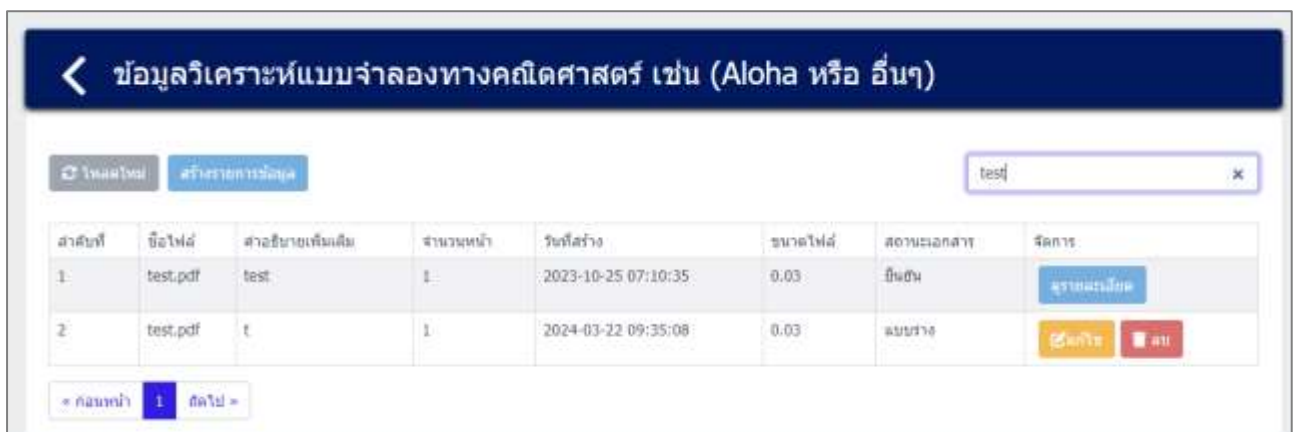 ข้อมูลวิเคราะห์แบบจำลองทางคณิตศาสตร์ เช่น (Aloha หรือ อื่นๆ)
โหลดใหม่ สร้างรายการข้อมูล test
ลำดับที่ ชื่อไฟล์ คำอธิบายเพิ่มเติม จำนวนหน้า วันที่สร้าง ขนาดไฟล์ สถานะเอกสาร จัดการ
1 test.pdf test 1 2023-10-25 07:10:35 0.03 ยืนยัน ดูรายละเอียด
2 test.pdf t 1 2024-03-22 09:35:08 0.03 แบบร่าง แก้ไข ลบ
« ก่อนหน้า 1 ถัดไป »